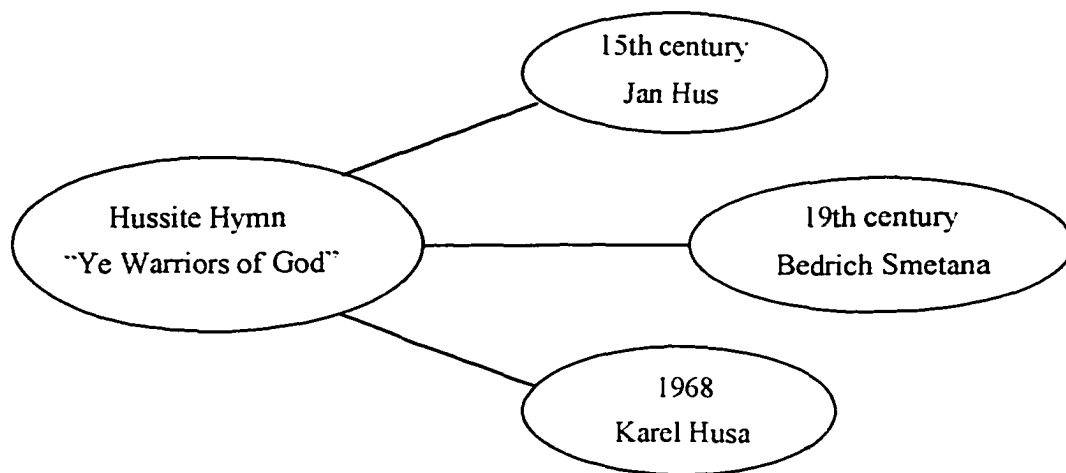 15th century
Jan Hus
Hussite Hymn
"Ye Warriors of God"
19th century
Bedrich Smetana
1968
Karel Husa